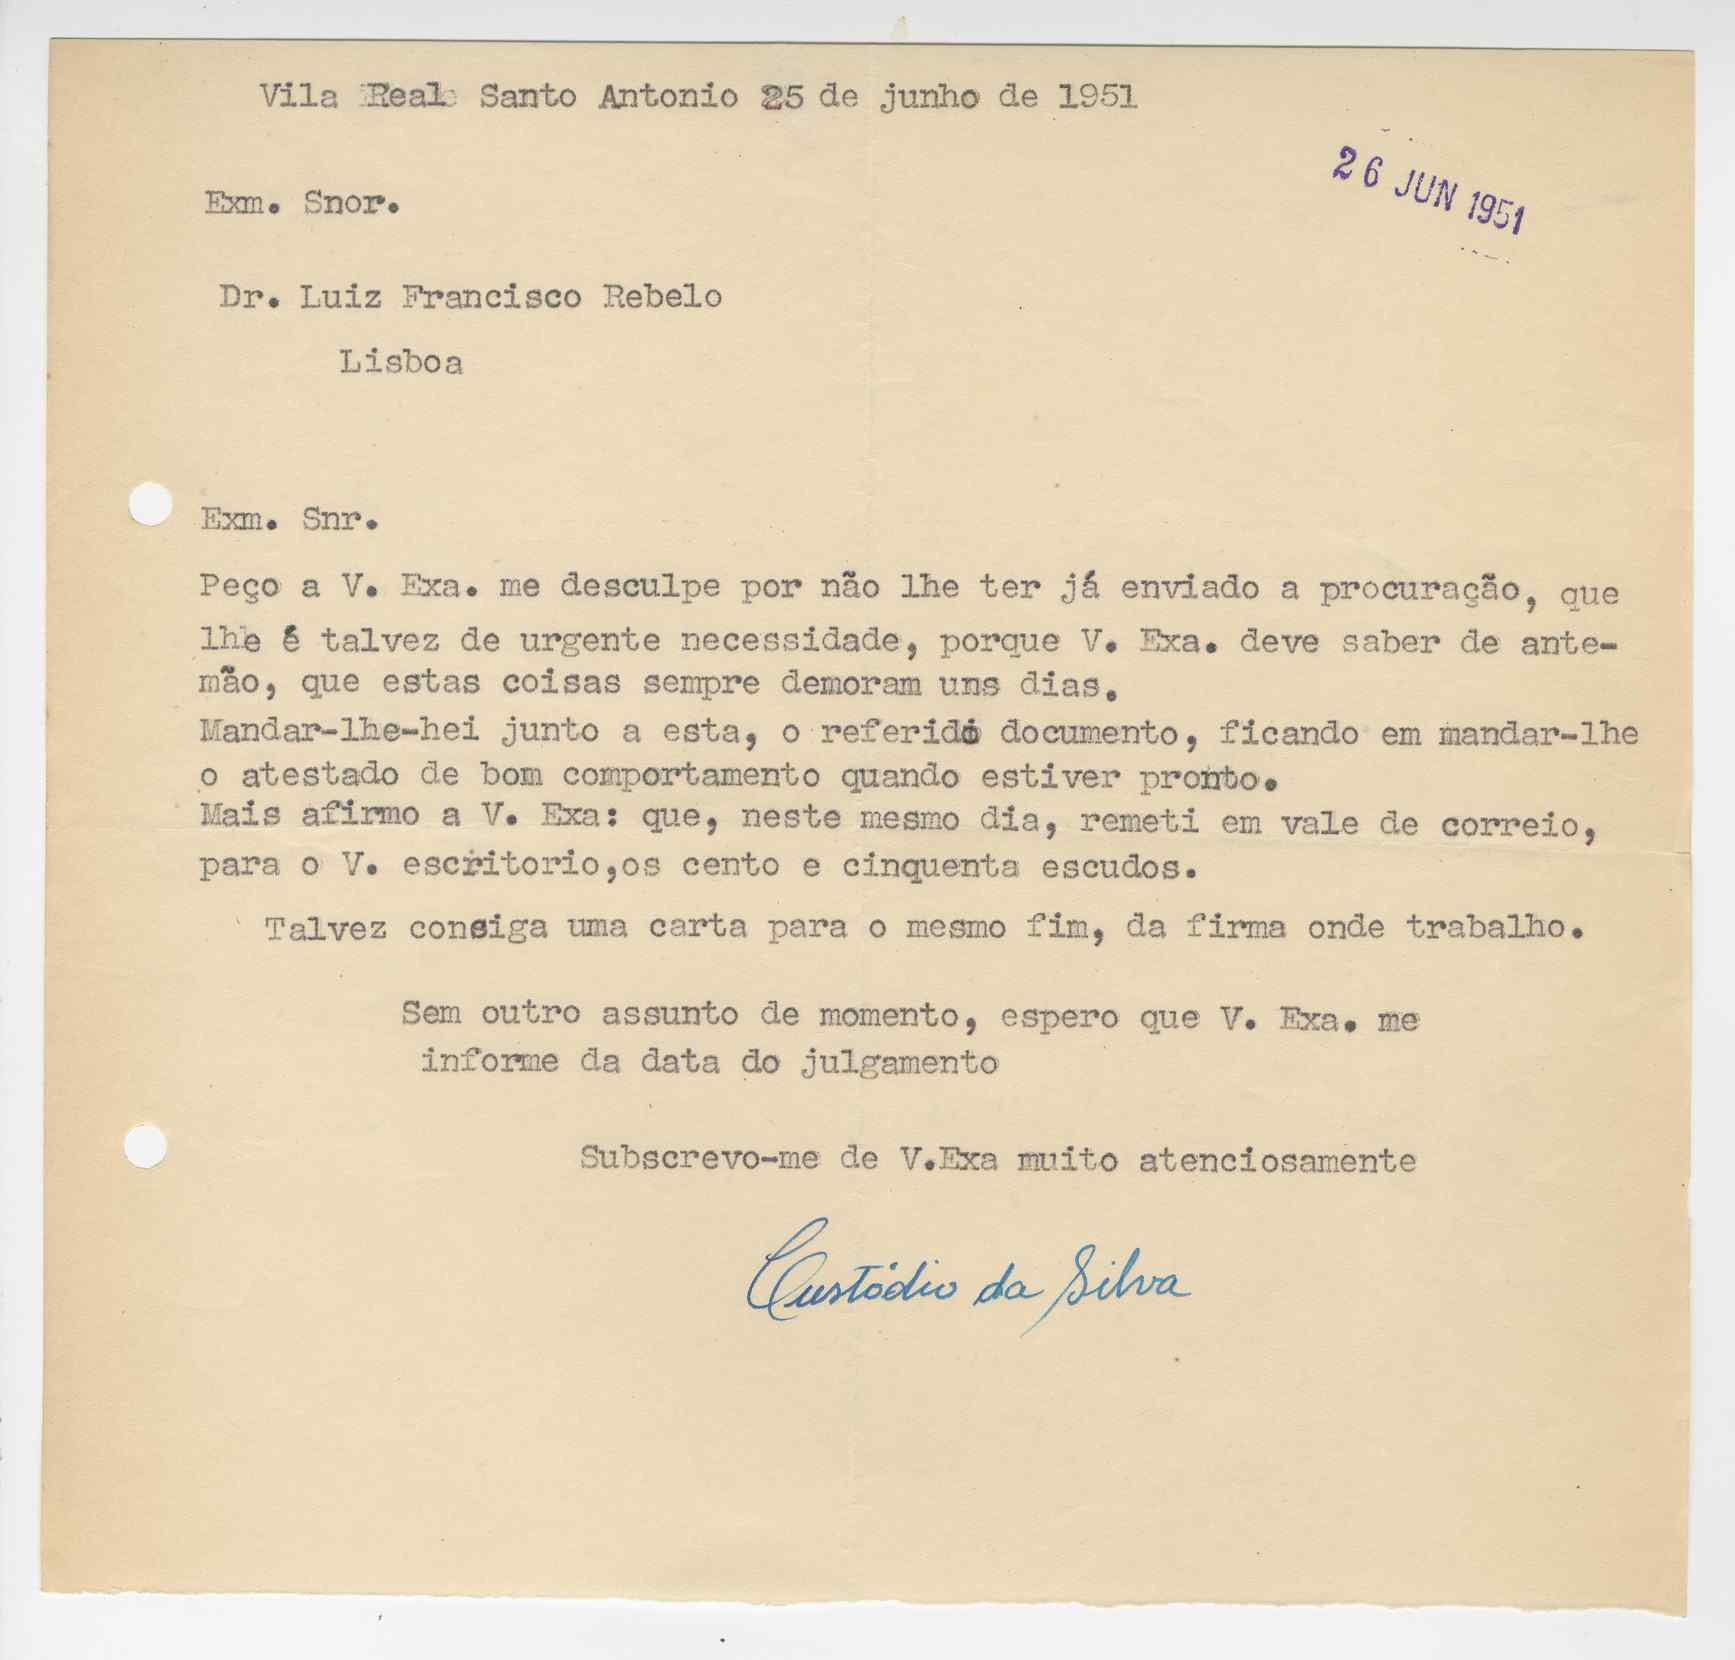 Vila Real Santo Antonio 25 de junho de 1951
26 JUN 1951
Exm. Snor.
Dr. Luiz Francisco Rebelo
Lisboa
Exm. Snr.
Peço a V. Exa. me desculpe por não lhe ter já enviado a procuração, que
lhe é talvez de urgente necessidade, porque V. Exa. deve saber de ante-
mão, que estas coisas sempre demoram uns dias.
Mandar-lhe-hei junto a esta, o referido documento, ficando em mandar-lhe
o atestado de bom comportamento quando estiver pronto.
Mais afirmo a V. Exa: que, neste mesmo dia, remeti em vale de correio,
para o V. escritorio,os cento e cinquenta escudos.
Talvez consiga uma carta para o mesmo fim, da firma onde trabalho.
Sem outro assunto de momento, espero que V. Exa. me
informe da data do julgamento
Subscrevo-me de V.Exa muito atenciosamente
Custódio da Silva